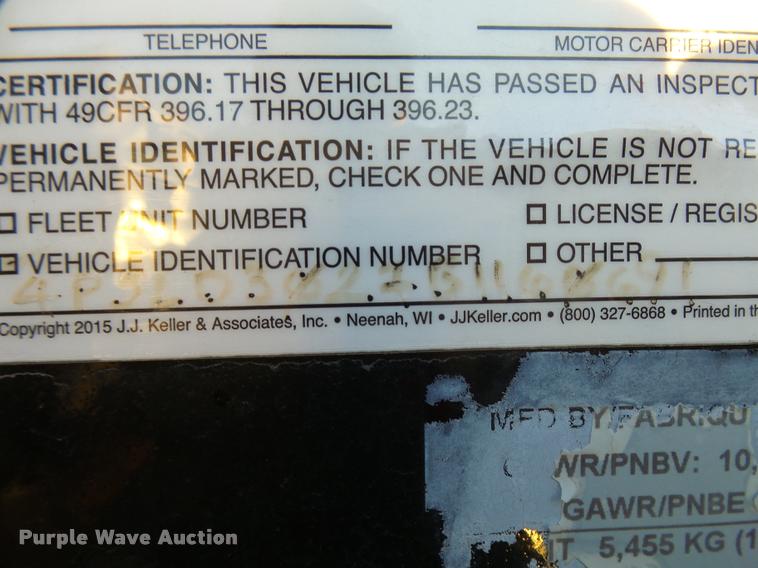 TELEPHONE
MOTOR CARRIER IDEN
CERTIFICATION: THIS VEHICLE HAS PASSED AN INSPECT
WITH 49CFR 396.17 THROUGH 396.23.
VEHICLE IDENTIFICATION: IF THE VEHICLE IS NOT RE
PERMANENTLY MARKED, CHECK ONE AND COMPLETE.
FLEET UNIT NUMBER
LICENSE / REGIS
VEHICLE IDENTIFICATION NUMBER
OTHER
Copyright 2015 J.J. Keller & Associates, Inc. • Neenah, WI • JJKeller.com • (800) 327-6868 • Printed in th
MFD BY/FABRIQU
WR/PNBV: 10,
GAWR/PNBE
IT 5,455 KG (1
Purple Wave Auction